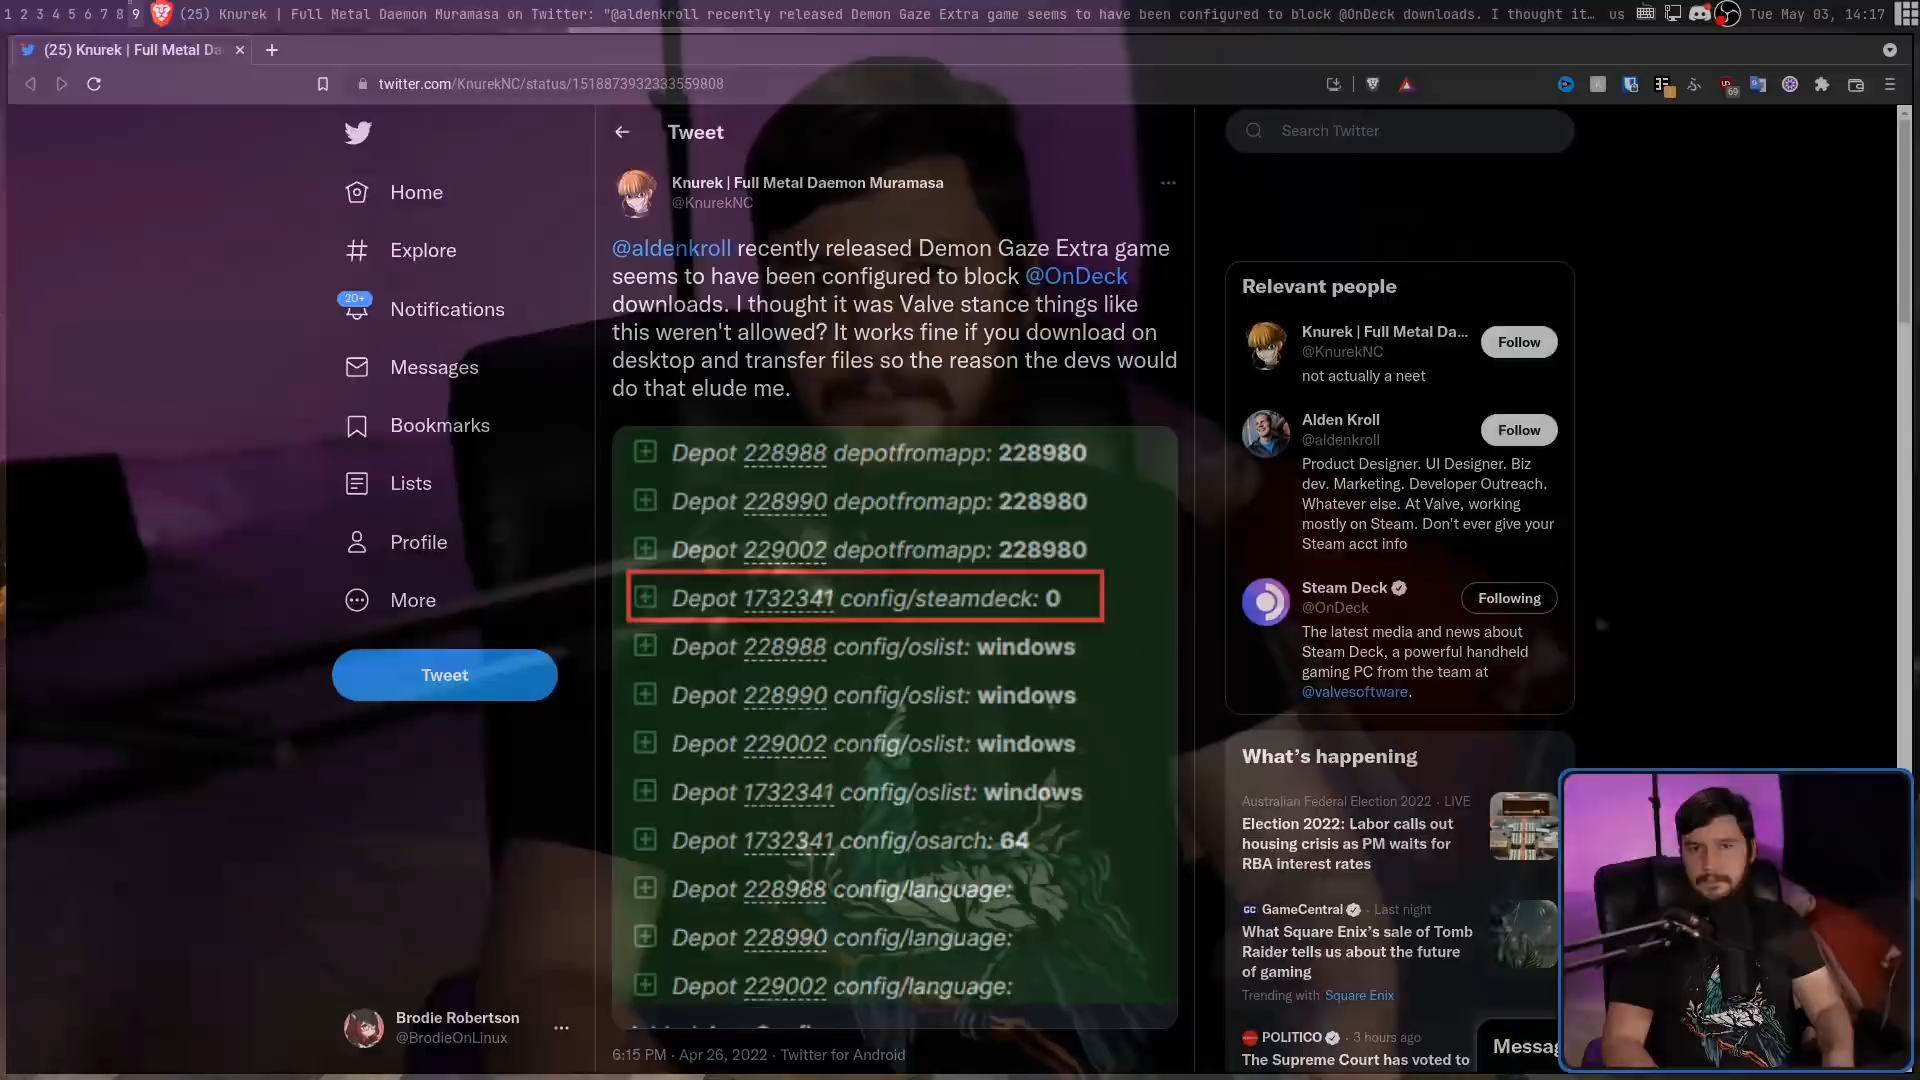 1 2 3 4 5 6 7 8 9 (25) Knurek | Full Metal Daemon Muramasa on Twitter: "@aldenkroll recently released Demon Gaze Extra game seems to have been configured to block @OnDeck downloads. I thought it… us Tue May 03, 14:17
(25) Knurek | Full Metal Da
twitter.com/KnurekNC/status/1518873932333559808
69
Home
Explore
20+
Notifications
Messages
Bookmarks
Lists
Profile
More
Tweet
Brodie Robertson
@BrodieOnLinux
Tweet
Knurek | Full Metal Daemon Muramasa
@KnurekNC
@aldenkroll recently released Demon Gaze Extra game
seems to have been configured to block @OnDeck
downloads. I thought it was Valve stance things like
this weren't allowed? It works fine if you download on
desktop and transfer files so the reason the devs would
do that elude me.
Depot 228988 depotfromapp: 228980
Depot 228990 depotfromapp: 228980
Depot 229002 depotfromapp: 228980
Depot 1732341 config/steamdeck: 0
Depot 228988 config/oslist: windows
Depot 228990 config/oslist: windows
Depot 229002 config/oslist: windows
Depot 1732341 config/oslist: windows
Depot 1732341 config/osarch: 64
Depot 228988 config/language:
Depot 228990 config/language:
Depot 229002 config/language:
6:15 PM · Apr 26, 2022 · Twitter for Android
Search Twitter
Relevant people
Knurek | Full Metal Da...
@KnurekNC
Follow
not actually a neet
Alden Kroll
@aldenkroll
Follow
Product Designer. UI Designer. Biz
dev. Marketing. Developer Outreach.
Whatever else. At Valve, working
mostly on Steam. Don't ever give your
Steam acct info
Steam Deck
@OnDeck
Following
The latest media and news about
Steam Deck, a powerful handheld
gaming PC from the team at
@valvesoftware.
What's happening
Australian Federal Election 2022 · LIVE
Election 2022: Labor calls out
housing crisis as PM waits for
RBA interest rates
GC GameCentral · Last night
What Square Enix's sale of Tomb
Raider tells us about the future
of gaming
Trending with Square Enix
POLITICO · 3 hours ago
The Supreme Court has voted to
Messag